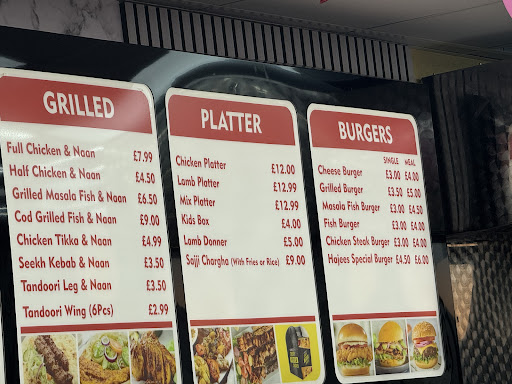 GRILLED
Full Chicken & Naan £7.99
Half Chicken & Naan £4.50
Grilled Masala Fish & Naan £6.50
Cod Grilled Fish & Naan £9.00
Chicken Tikka & Naan £4.99
Seekh Kebab & Naan £3.50
Tandoori Leg & Naan £3.50
Tandoori Wing (6Pcs) £2.99
PLATTER
Chicken Platter £12.00
Lamb Platter £12.99
Mix Platter £12.99
Kids Box £4.00
Lamb Donner £5.00
Sajji Chargha (With Fries or Rice) £9.00
BURGERS
SINGLE MEAL
Cheese Burger £3.00 £4.00
Grilled Burger £3.50 £5.00
Masala Fish Burger £3.00 £4.00
Fish Burger £3.00 £4.00
Chicken Steak Burger £3.00 £4.00
Hajees Special Burger £4.50 £6.00